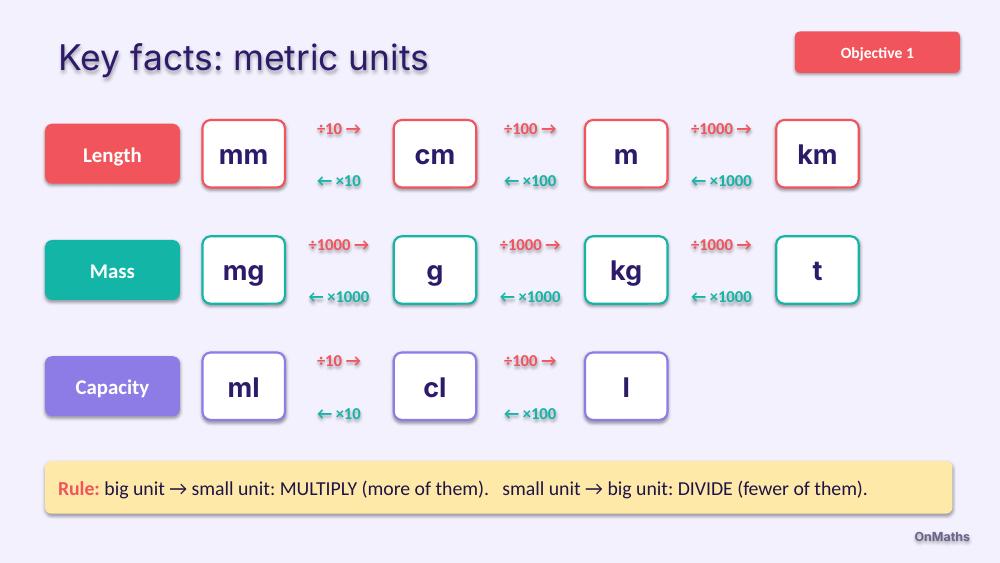 Key facts: metric units
Objective 1
÷10 → ÷100 → ÷1000 →
Length mm cm m km
← ×10 ← ×100 ← ×1000
÷1000 → ÷1000 → ÷1000 →
Mass mg g kg t
← ×1000 ← ×1000 ← ×1000
÷10 → ÷100 →
Capacity ml cl l
← ×10 ← ×100
Rule: big unit → small unit: MULTIPLY (more of them). small unit → big unit: DIVIDE (fewer of them).
OnMaths